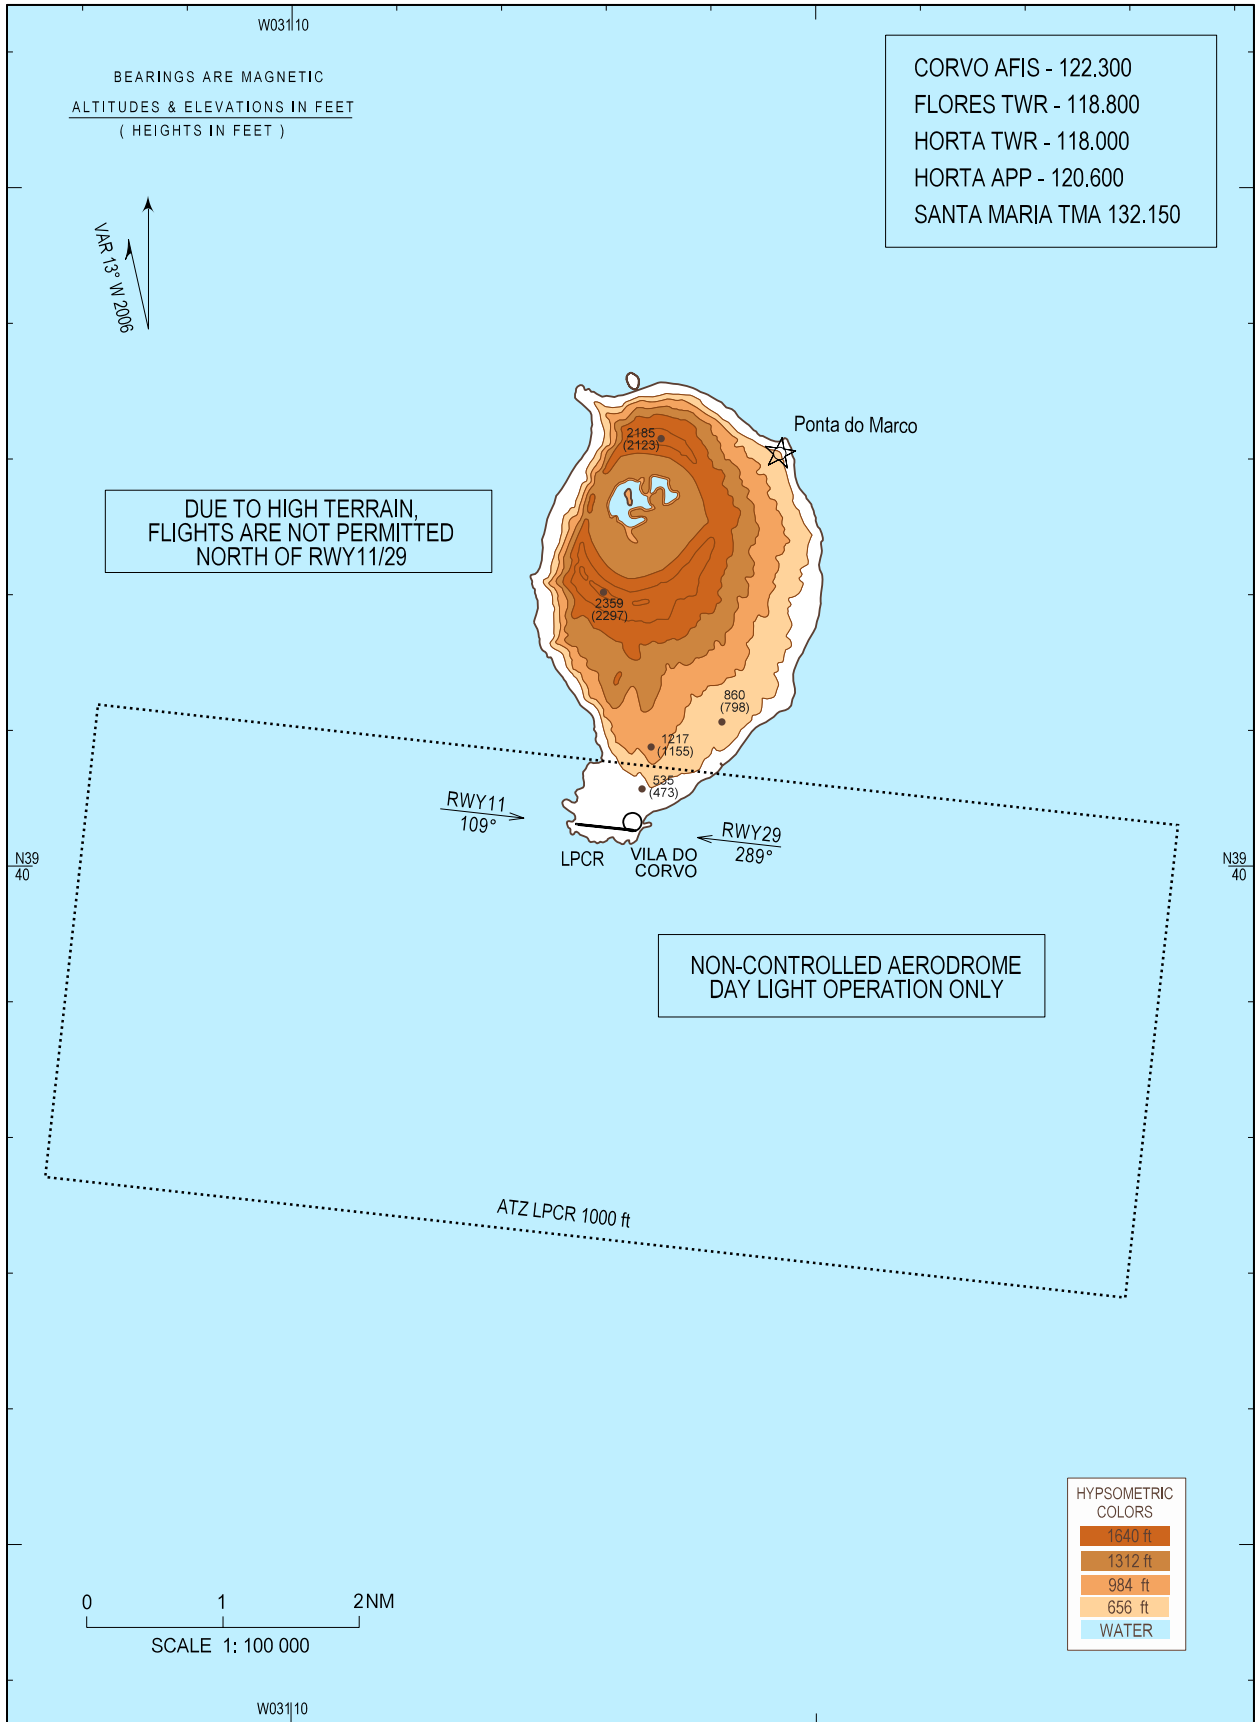 W031 10
BEARINGS ARE MAGNETIC
ALTITUDES & ELEVATIONS IN FEET
( HEIGHTS IN FEET )
CORVO AFIS - 122.300
FLORES TWR - 118.800
HORTA TWR - 118.000
HORTA APP - 120.600
SANTA MARIA TMA 132.150
VAR 13° W 2006
Ponta do Marco
2185
(2123)
DUE TO HIGH TERRAIN,
FLIGHTS ARE NOT PERMITTED
NORTH OF RWY11/29
2359
(2297)
860
(798)
1217
(1155)
535
(473)
RWY11
109°
RWY29
289°
LPCR
VILA DO
CORVO
N39
40
N39
40
NON-CONTROLLED AERODROME
DAY LIGHT OPERATION ONLY
ATZ LPCR 1000 ft
HYPSOMETRIC
COLORS
1640 ft
1312 ft
984 ft
656 ft
WATER
0 1 2 NM
SCALE 1: 100 000
W031 10